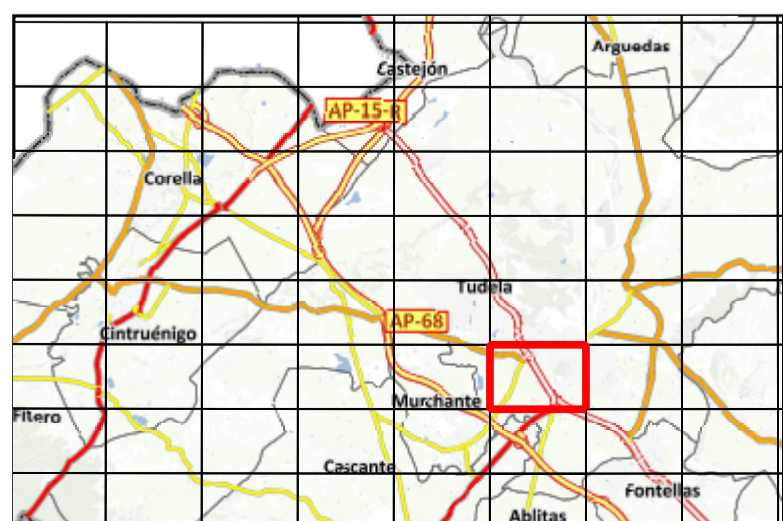 Arguedas
Castejón
AP-15-R
Corella
Tudela
AP-68
Cintruénigo
Murchante
Fitero
Cascante
Fontellas
Ablitas